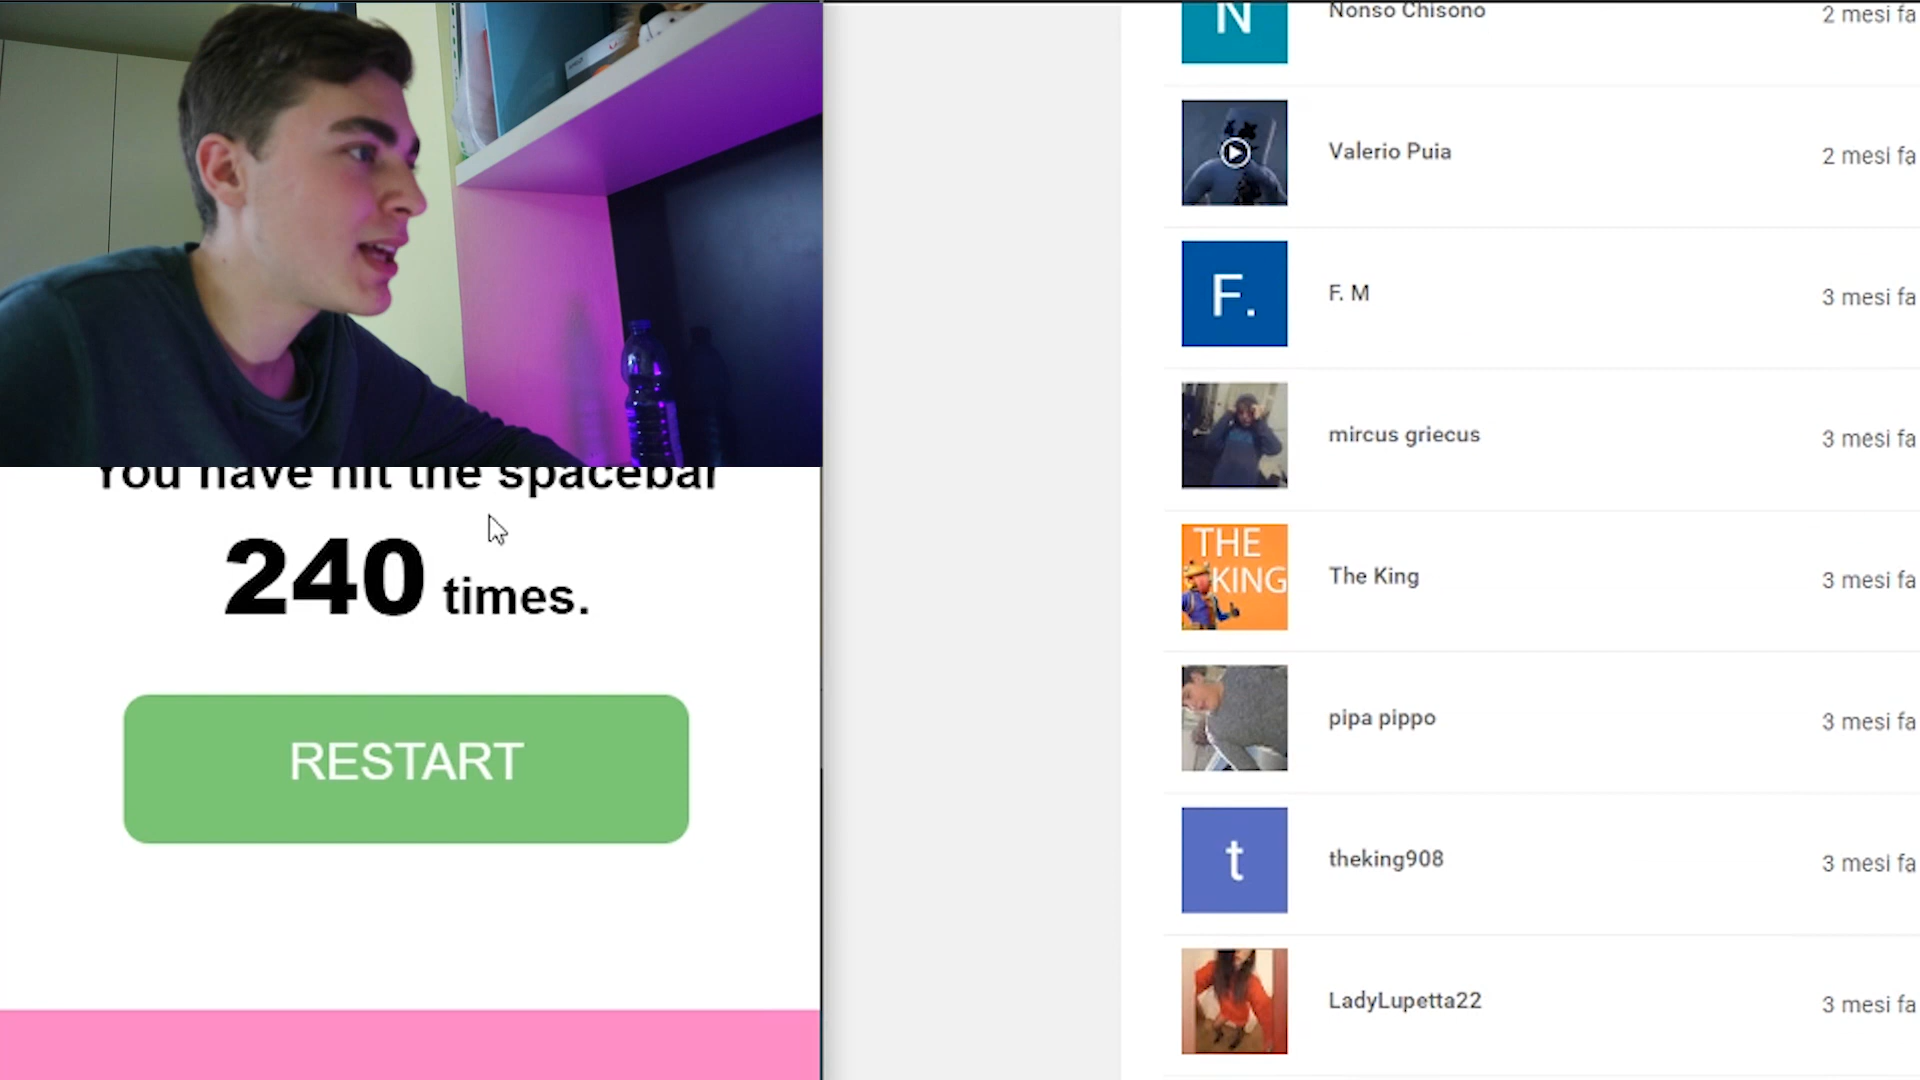 You have hit the spacebar
240 times.
RESTART
N
Nonso Chisono
2 mesi fa
Valerio Puia
2 mesi fa
F.
F. M
3 mesi fa
mircus griecus
3 mesi fa
THE
KING
The King
3 mesi fa
pipa pippo
3 mesi fa
t
theking908
3 mesi fa
LadyLupetta22
3 mesi fa